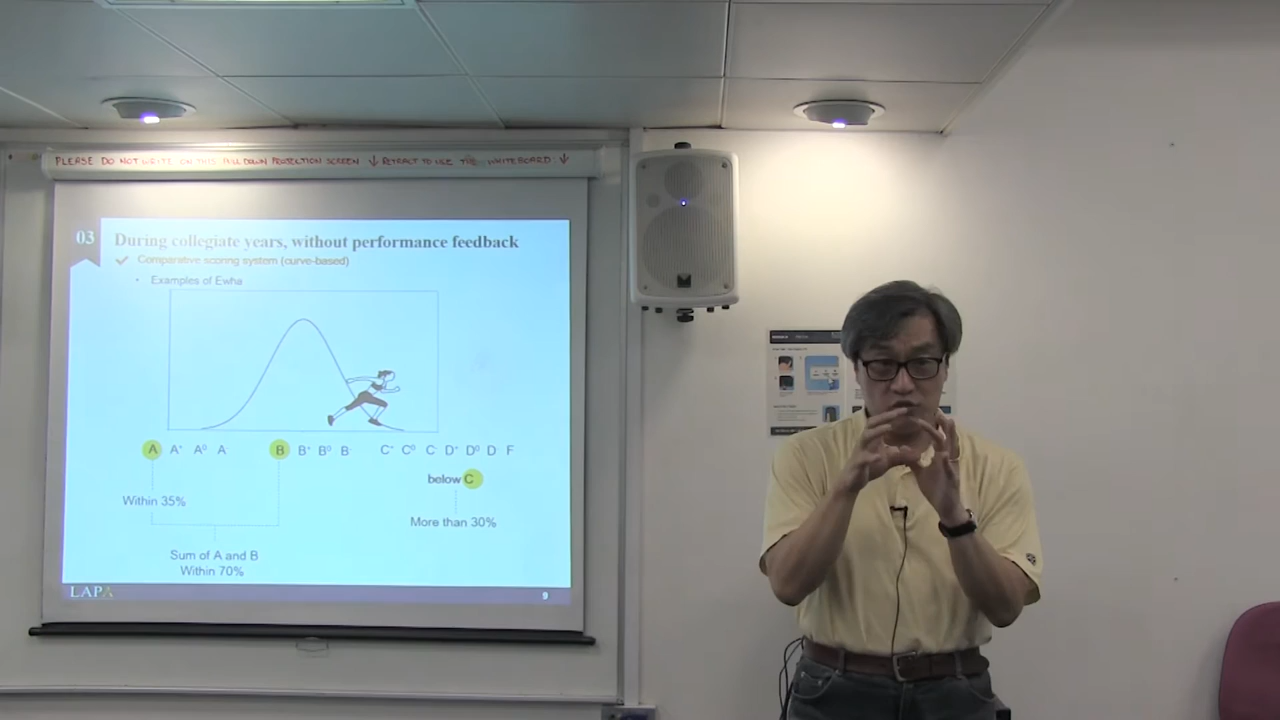 PLEASE DO NOT WRITE ON THIS PULL DOWN PROTECTION SCREEN ↓ RETRACT TO USE THE WHITEBOARD ↓
03
During collegiate years, without performance feedback
✓ Comparative scoring system (curve-based)
• Examples of Ewha
A A⁺ A⁰ A⁻ B B⁺ B⁰ B⁻ C⁺ C⁰ C⁻ D⁺ D⁰ D⁻ F
below C
Within 35%
More than 30%
Sum of A and B
Within 70%
LAPA
9